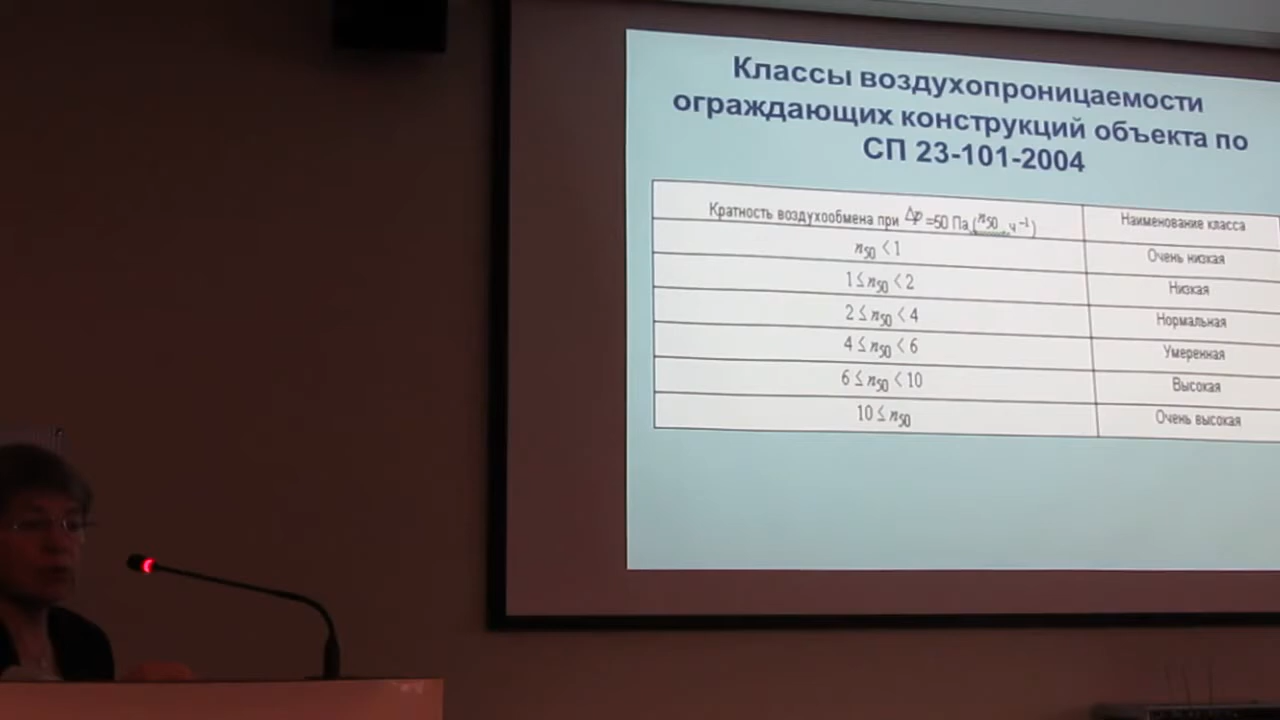 Классы воздухопроницаемости
ограждающих конструкций объекта по
СП 23-101-2004
Кратность воздухообмена при Δp =50 Па (n50 , ч⁻¹) Наименование класса
n50 < 1 Очень низкая
1 ≤ n50 < 2 Низкая
2 ≤ n50 < 4 Нормальная
4 ≤ n50 < 6 Умеренная
6 ≤ n50 < 10 Высокая
10 ≤ n50 Очень высокая